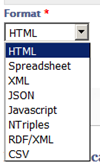 Format *
HTML
HTML
Spreadsheet
XML
JSON
Javascript
NTriples
RDF/XML
CSV